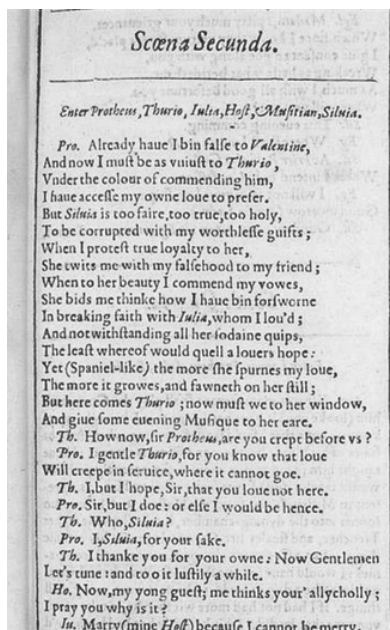 Scœna Secunda.
Enter Protheus, Thurio, Iulia, Host, Musitian, Siluia.
Pro. Already haue I bin false to Valentine,
And now I must be as vniust to Thurio,
Vnder the colour of commending him,
I haue accesse my owne loue to prefer.
But Siluia is too faire, too true, too holy,
To be corrupted with my worthlesse guifts;
When I protest true loyalty to her,
She twits me with my falsehood to my friend;
When to her beauty I commend my vowes,
She bids me thinke how I haue bin forsworne
In breaking faith with Iulia, whom I lou'd;
And notwithstanding all her sodaine quips,
The least whereof would quell a louers hope:
Yet (Spaniel-like) the more she spurnes my loue,
The more it growes, and fawneth on her still;
But here comes Thurio; now must we to her window,
And giue some euening Musique to her eare.
Th. How now, sir Protheus, are you crept before vs?
Pro. I gentle Thurio, for you know that loue
Will creepe in seruice, where it cannot goe.
Th. I, but I hope, Sir, that you loue not here.
Pro. Sir, but I doe: or else I would be hence.
Th. Who, Siluia?
Pro. I, Siluia, for your sake.
Th. I thanke you for your owne: Now Gentlemen
Let's tune: and too it lustily a while.
Ho. Now, my yong guest; me thinks your' allycholly;
I pray you why is it?
Iu. Marry (mine Host) because I cannot be merry.